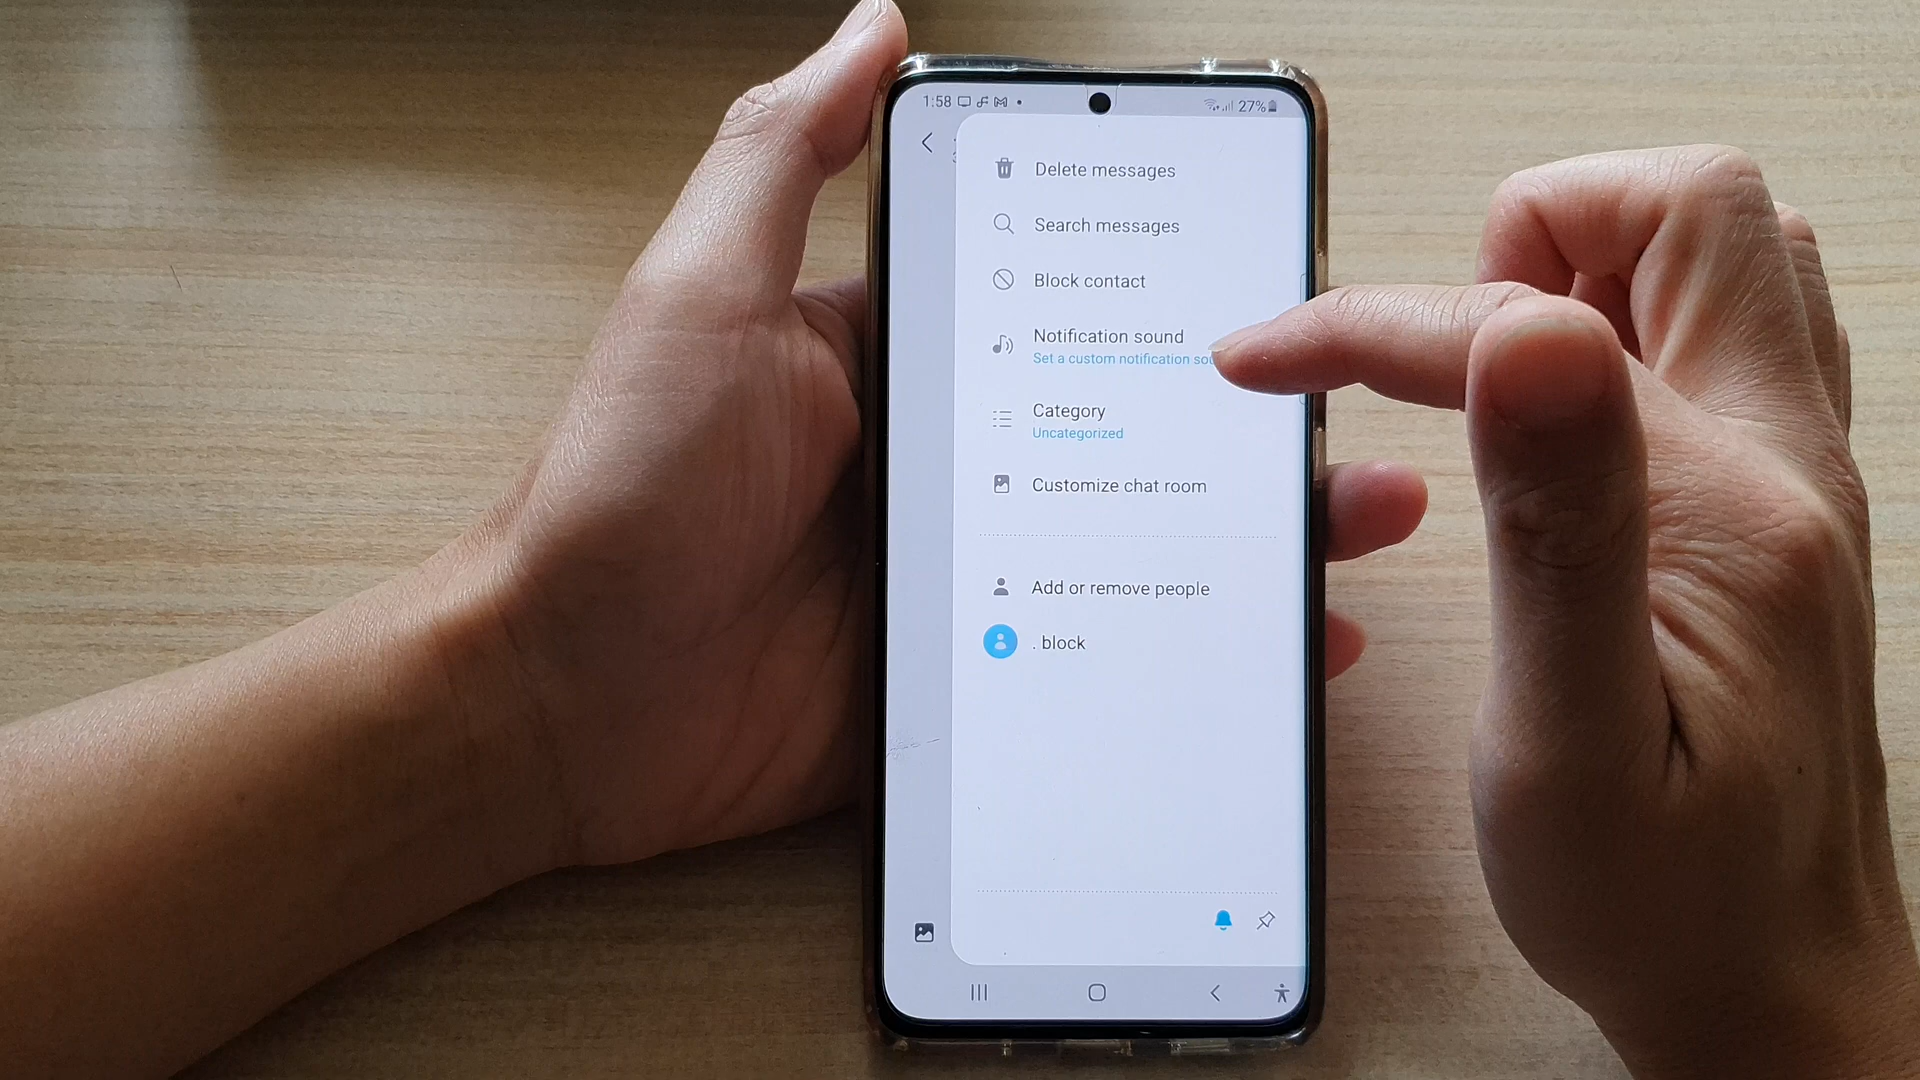 1:58
27%
Delete messages
Search messages
Block contact
Notification sound
Set a custom notification
Category
Uncategorized
Customize chat room
Add or remove people
. block